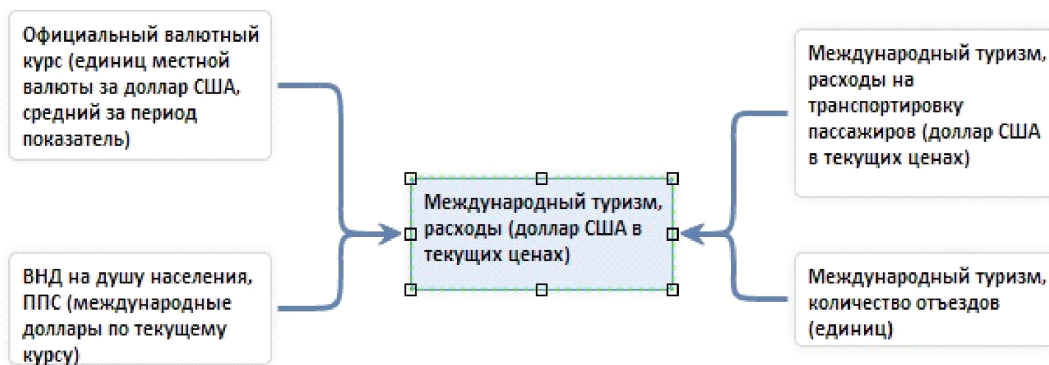 Официальный валютный
курс (единиц местной
валюты за доллар США,
средний за период
показатель)
ВНД на душу населения,
ППС (международные
доллары по текущему
курсу)
Международный туризм,
расходы (доллар США в
текущих ценах)
Международный туризм,
расходы на
транспортировку
пассажиров (доллар США
в текущих ценах)
Международный туризм,
количество отъездов
(единиц)